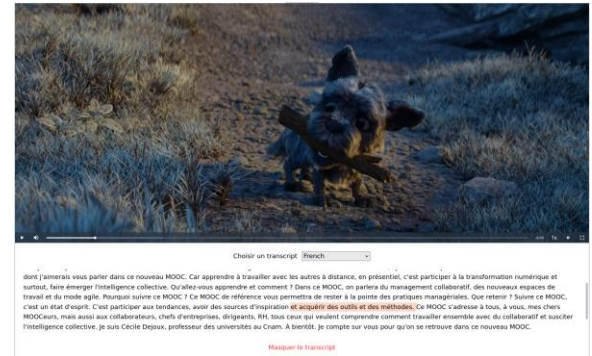 Choisir un transcript French
dont j'aimerais vous parler dans ce nouveau MOOC. Car apprendre à travailler avec les autres à distance, en présentiel, c'est participer à la transformation numérique et
surtout, faire émerger l'intelligence collective. Qu'allez-vous apprendre et comment ? Dans ce MOOC, on parlera du management collaboratif, des nouveaux espaces de
travail et du mode agile. Pourquoi suivre ce MOOC ? Ce MOOC de référence vous permettra de rester à la pointe des pratiques managériales. Que retenir ? Suivre ce MOOC,
c'est un état d'esprit. C'est participer aux tendances, avoir des sources d'inspiration et acquérir des outils et des méthodes. Ce MOOC s'adresse à tous, à vous, mes chers
MOOCeurs, mais aussi aux collaborateurs, chefs d'entreprises, dirigeants, RH, tous ceux qui veulent comprendre comment travailler ensemble avec du collaboratif et susciter
l'intelligence collective. Je suis Cécile Dejoux, professeur des universités au Cnam. À bientôt. Je compte sur vous pour qu'on se retrouve dans ce nouveau MOOC.
Masquer le transcript